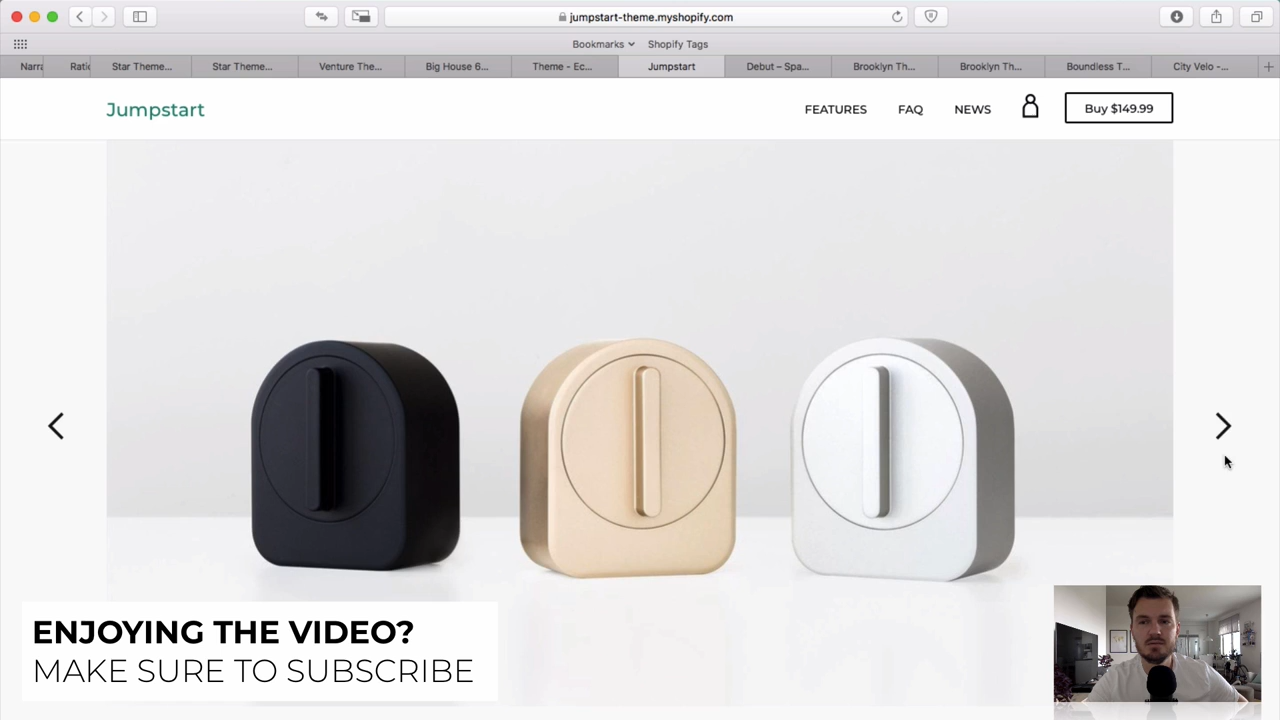 jumpstart-theme.myshopify.com
Bookmarks
Shopify Tags
Narra
Ratio
Star Theme...
Star Theme...
Venture The...
Big House 6...
Theme - Ec...
Jumpstart
Debut – Spa...
Brooklyn Th...
Brooklyn Th...
Boundless T...
City Velo -...
Jumpstart
FEATURES
FAQ
NEWS
Buy $149.99
ENJOYING THE VIDEO?
MAKE SURE TO SUBSCRIBE